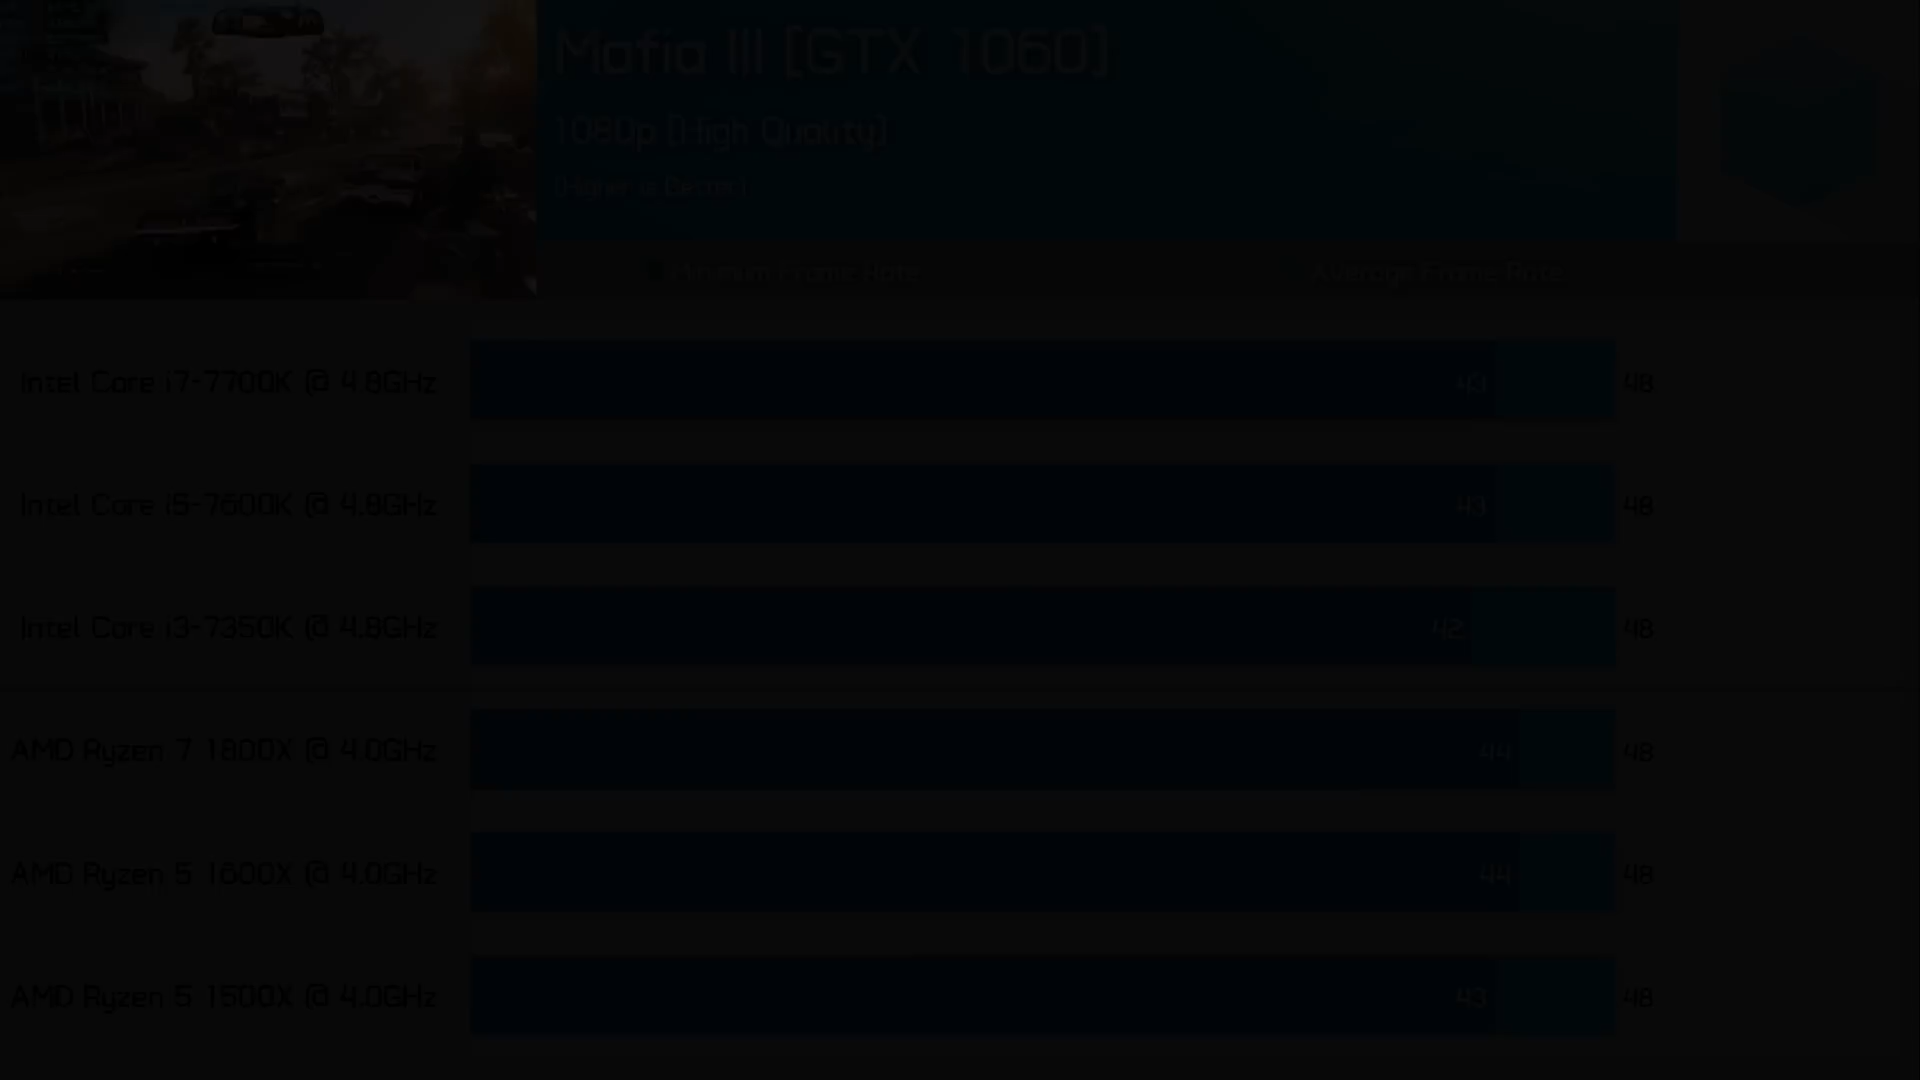 Mafia III [GTX 1060]
1080p [High Quality]
[Higher is Better]
Minimum Frame Rate
Average Frame Rate
Intel Core i7-7700K @ 4.8GHz
43
48
Intel Core i5-7600K @ 4.8GHz
43
48
Intel Core i3-7350K @ 4.8GHz
42
48
AMD Ryzen 7 1800X @ 4.0GHz
44
48
AMD Ryzen 5 1600X @ 4.0GHz
44
48
AMD Ryzen 5 1500X @ 4.0GHz
43
48